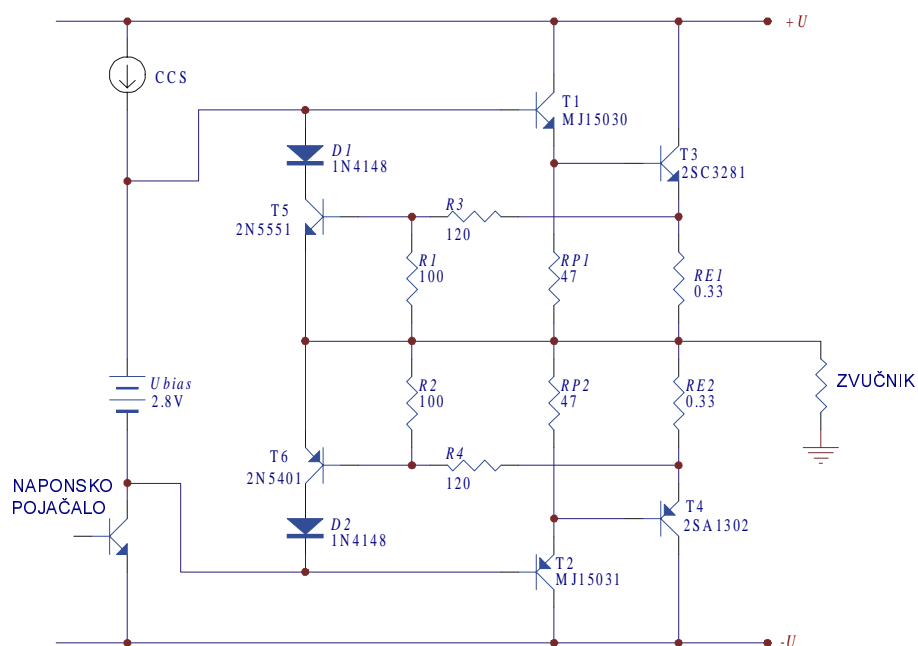 +U
CCS
T1
MJ15030
D1
1N4148
T3
2SC3281
T5
2N5551
R3
120
R1
100
RP1
47
RE1
0.33
Ubias
2.8V
R2
100
RP2
47
RE2
0.33
ZVUČNIK
T6
2N5401
R4
120
NAPONSKO
POJAČALO
D2
1N4148
T4
2SA1302
T2
MJ15031
-U